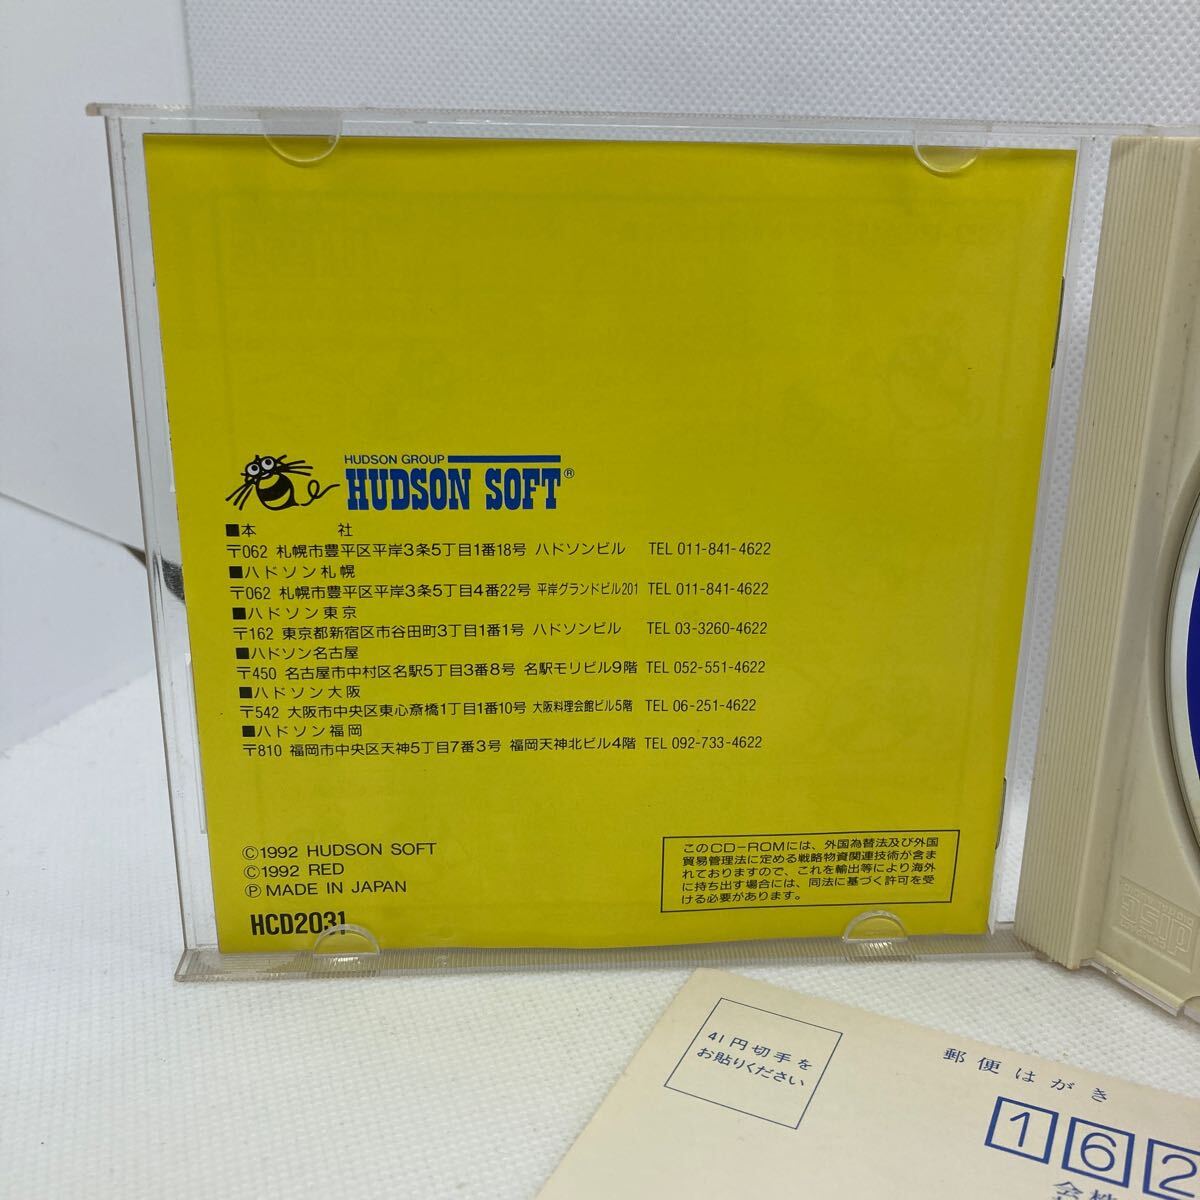 HUDSON GROUP
HUDSON SOFT®
■本 社
〒062 札幌市豊平区平岸3条5丁目1番18号 ハドソンビル TEL 011-841-4622
■ハドソン札幌
〒062 札幌市豊平区平岸3条5丁目4番22号 平岸グランドビル201 TEL 011-841-4622
■ハドソン東京
〒162 東京都新宿区市谷田町3丁目1番1号 ハドソンビル TEL 03-3260-4622
■ハドソン名古屋
〒450 名古屋市中村区名駅5丁目3番8号 名駅モリビル9階 TEL 052-551-4622
■ハドソン大阪
〒542 大阪市中央区東心斎橋1丁目1番10号 大阪料理会館ビル5階 TEL 06-251-4622
■ハドソン福岡
〒810 福岡市中央区天神5丁目7番3号 福岡天神北ビル4階 TEL 092-733-4622
Ⓒ1992 HUDSON SOFT
Ⓒ1992 RED
Ⓟ MADE IN JAPAN
HCD2031
このCD-ROMには、外国為替法及び外国
貿易管理法に定める戦略物資関連技術が含ま
れておりますので、これを輸出等により海外
に持ち出す場合には、同法に基づく許可を受
ける必要があります。
41円切手を
お貼りください
郵便はがき
162